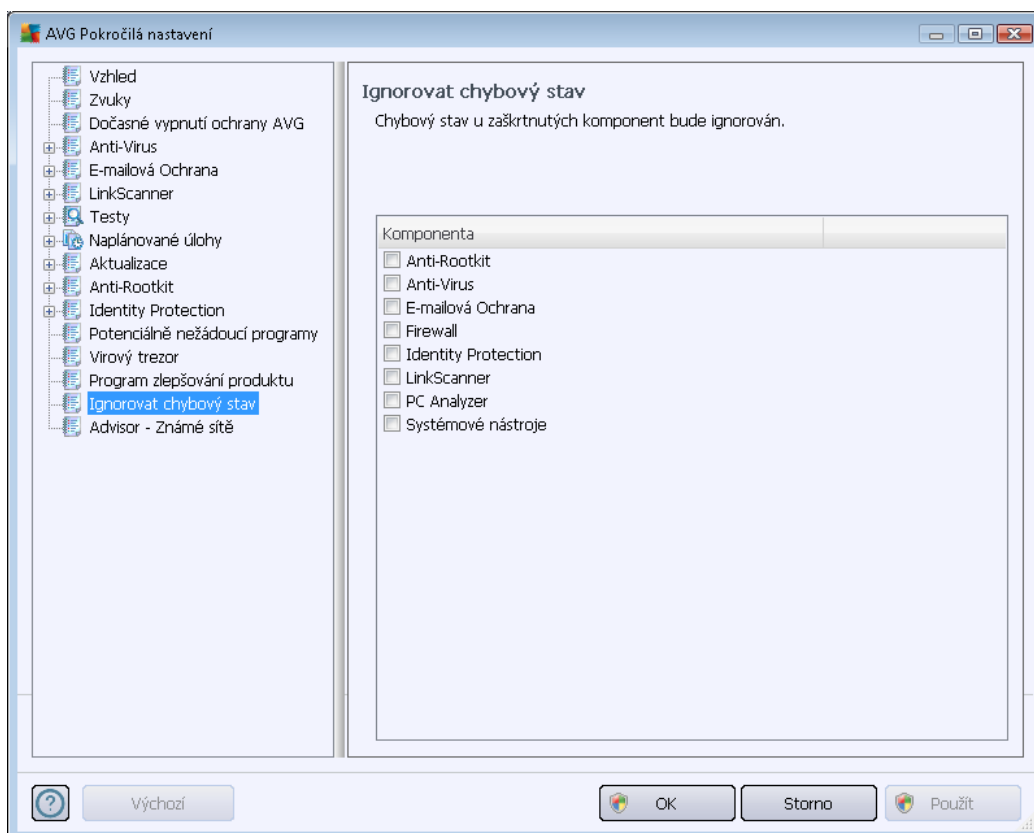 AVG Pokročilá nastavení
Vzhled
Zvuky
Dočasné vypnutí ochrany AVG
Anti-Virus
E-mailová Ochrana
LinkScanner
Testy
Naplánované úlohy
Aktualizace
Anti-Rootkit
Identity Protection
Potenciálně nežádoucí programy
Virový trezor
Program zlepšování produktu
Ignorovat chybový stav
Advisor - Známé sítě
Ignorovat chybový stav
Chybový stav u zaškrtnutých komponent bude ignorován.
Komponenta
Anti-Rootkit
Anti-Virus
E-mailová Ochrana
Firewall
Identity Protection
LinkScanner
PC Analyzer
Systémové nástroje
Výchozí
OK
Storno
Použít